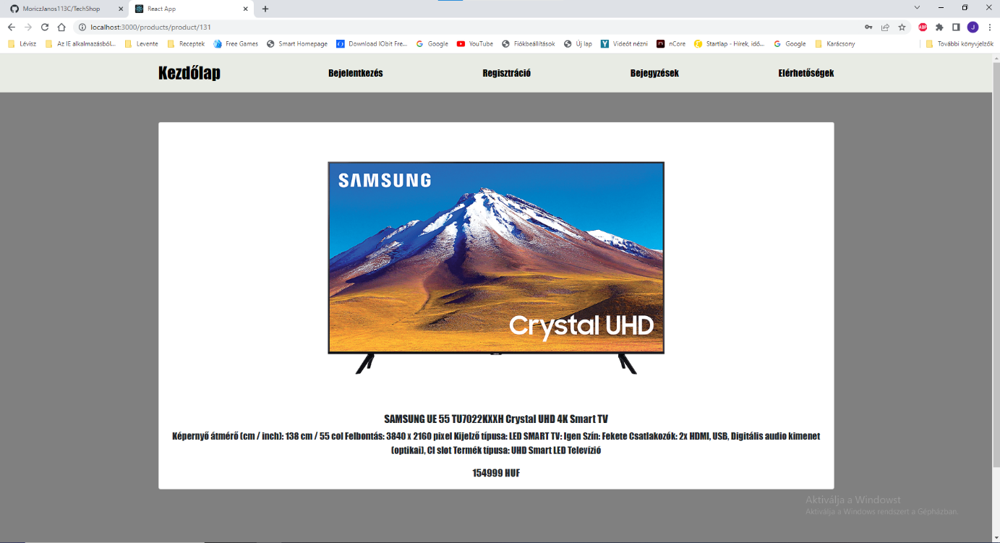 MoriczJanos113C/TechShop
React App
localhost:3000/products/product/131
ABP
J
Lévisz
Az IE alkalmazásból...
Levente
Receptek
Free Games
Smart Homepage
Download IObit Fre...
Google
YouTube
Fiókbeállítások
Új lap
Videót nézni
nCore
Startlap - Hírek, idő...
Google
Karácsony
További könyvjelzők
Kezdőlap
Bejelentkezés
Regisztráció
Bejegyzések
Elérhetőségek
SAMSUNG
Crystal UHD
SAMSUNG UE 55 TU7022KXXH Crystal UHD 4K Smart TV
Képernyő átmérő (cm / inch): 138 cm / 55 col Felbontás: 3840 x 2160 pixel Kijelző típusa: LED SMART TV: Igen Szín: Fekete Csatlakozók: 2x HDMI, USB, Digitális audio kimenet
(optikai), CI slot Termék típusa: UHD Smart LED Televízió
154999 HUF
Aktiválja a Windowst
Aktiválja a Windows rendszert a Gépházban.